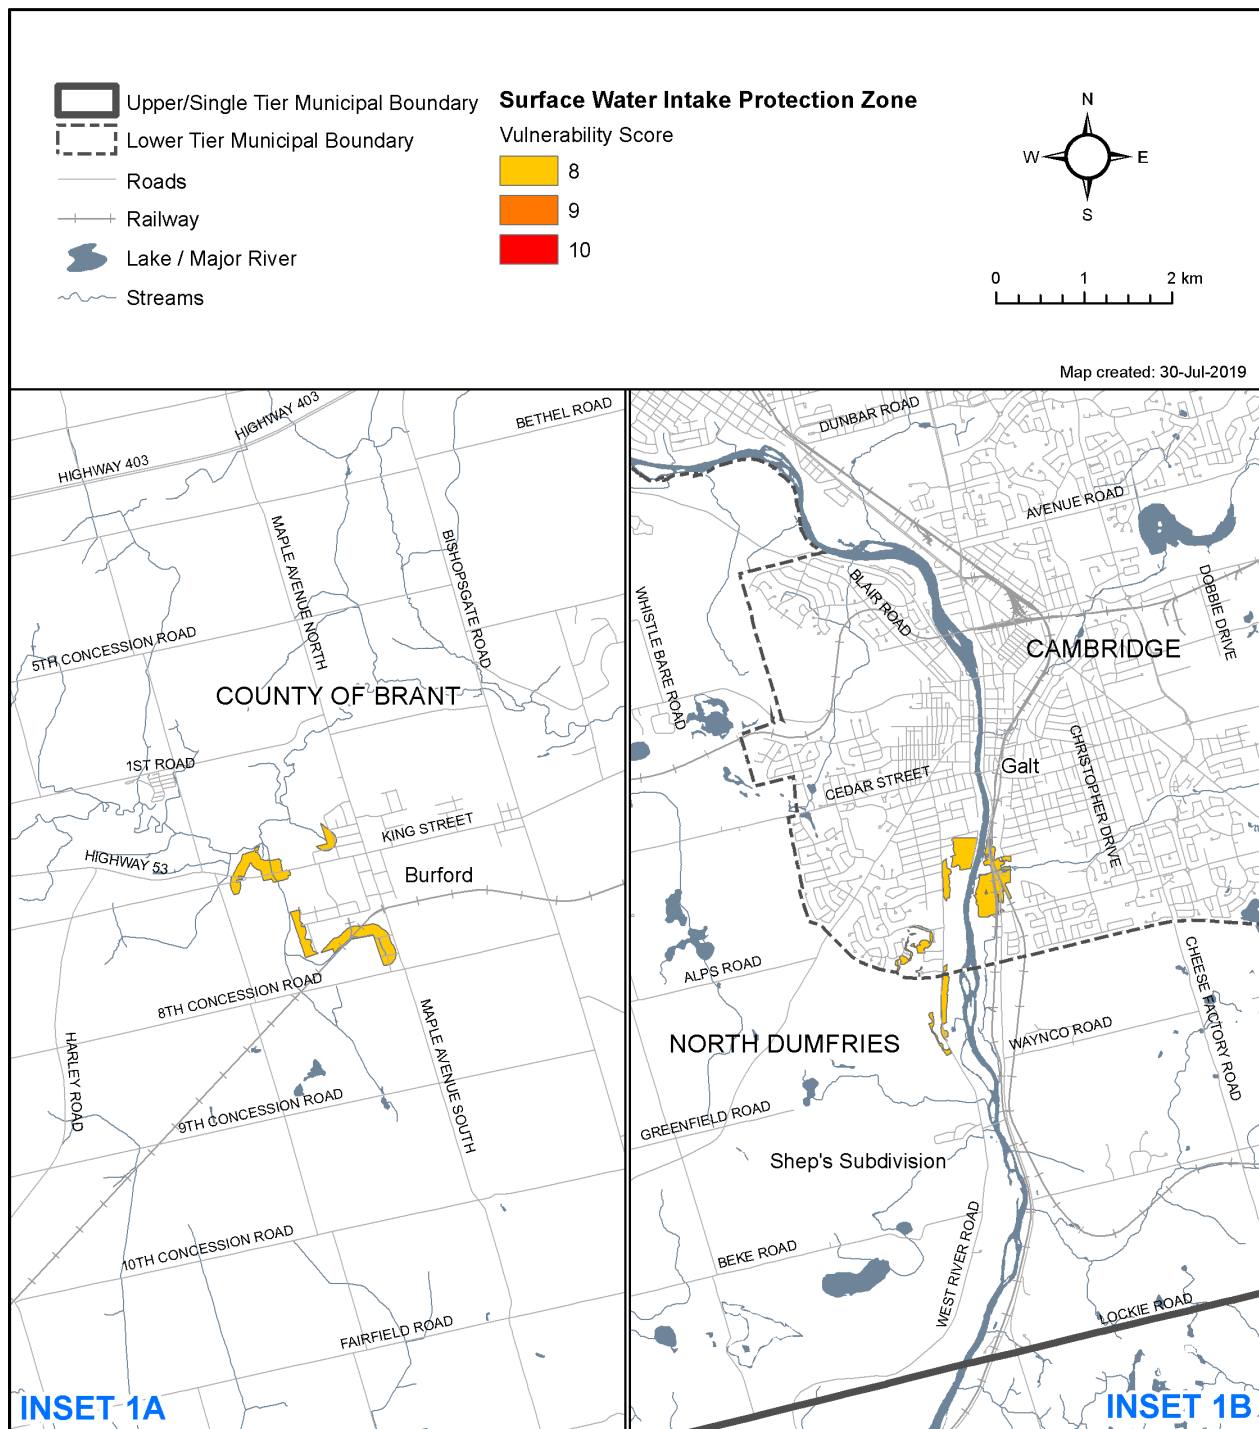 Upper/Single Tier Municipal Boundary
Lower Tier Municipal Boundary
Roads
Railway
Lake / Major River
Streams
Surface Water Intake Protection Zone
Vulnerability Score
8
9
10
N
W E
S
0 1 2 km
Map created: 30-Jul-2019
HIGHWAY 403
HIGHWAY 403
BETHEL ROAD
MAPLE AVENUE NORTH
BISHOPSGATE ROAD
5TH CONCESSION ROAD
COUNTY OF BRANT
1ST ROAD
KING STREET
HIGHWAY 53
Burford
8TH CONCESSION ROAD
HARLEY ROAD
MAPLE AVENUE SOUTH
9TH CONCESSION ROAD
10TH CONCESSION ROAD
FAIRFIELD ROAD
INSET 1A
DUNBAR ROAD
AVENUE ROAD
BLAIR ROAD
DOBBIE DRIVE
WHISTLE BARE ROAD
CAMBRIDGE
CHRISTOPHER DRIVE
Galt
CEDAR STREET
ALPS ROAD
CHEESE FACTORY ROAD
NORTH DUMFRIES
WAYNCO ROAD
GREENFIELD ROAD
Shep's Subdivision
WEST RIVER ROAD
BEKE ROAD
LOCKIE ROAD
INSET 1B